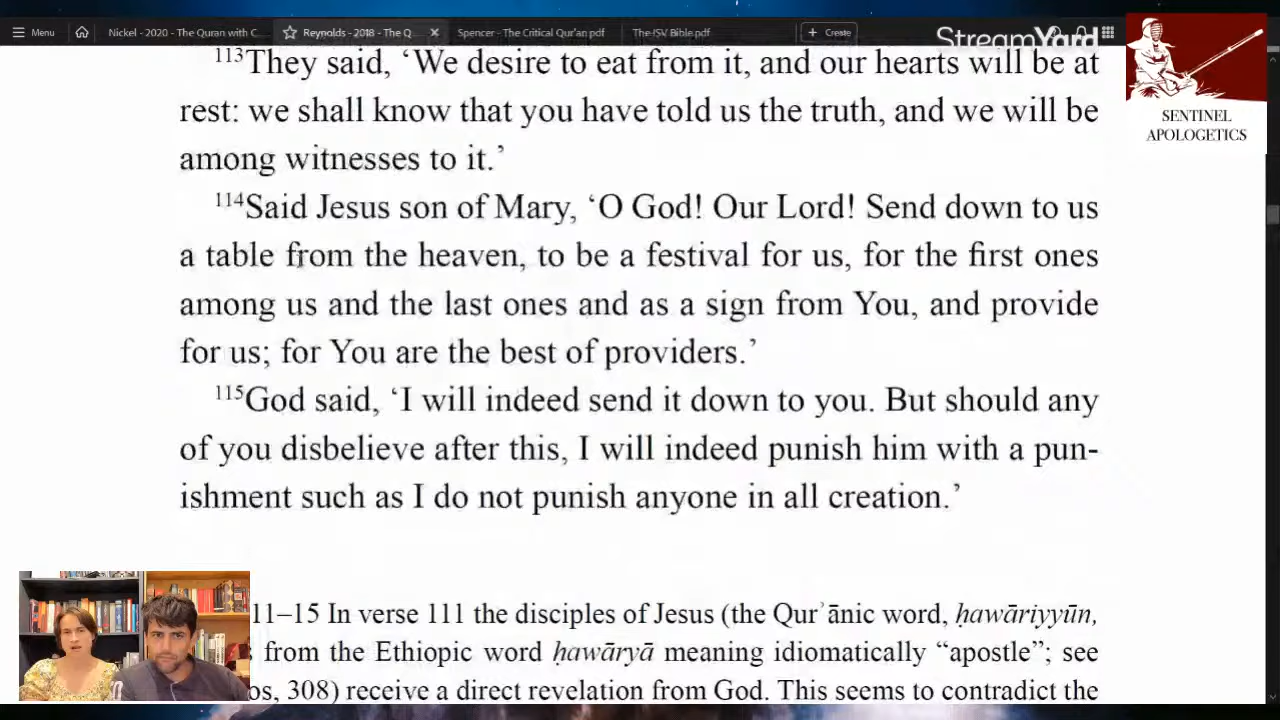 Menu
Nickel - 2020 - The Quran with C
Reynolds - 2018 - The Q
Spencer - The Critical Qur'an pdf
The ISV Bible.pdf
+ Create
StreamYard
SENTINEL
APOLOGETICS
113They said, ‘We desire to eat from it, and our hearts will be at
rest: we shall know that you have told us the truth, and we will be
among witnesses to it.’
114Said Jesus son of Mary, ‘O God! Our Lord! Send down to us
a table from the heaven, to be a festival for us, for the first ones
among us and the last ones and as a sign from You, and provide
for us; for You are the best of providers.’
115God said, ‘I will indeed send it down to you. But should any
of you disbelieve after this, I will indeed punish him with a pun-
ishment such as I do not punish anyone in all creation.’
11–15 In verse 111 the disciples of Jesus (the Qurʾānic word, ḥawāriyyūn,
from the Ethiopic word ḥawāryā meaning idiomatically “apostle”; see
os, 308) receive a direct revelation from God. This seems to contradict the